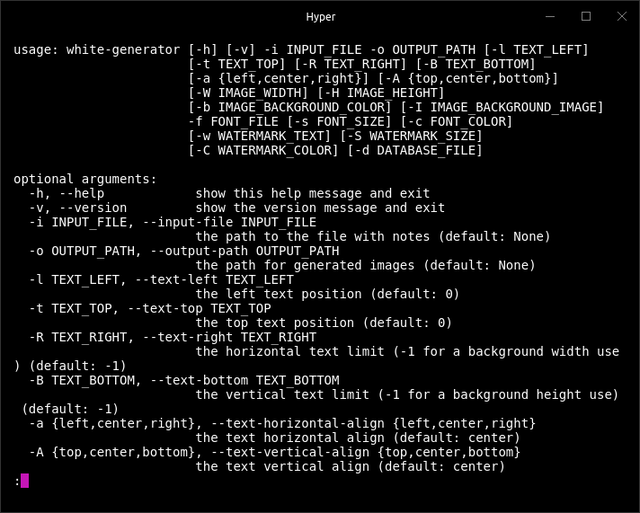 Hyper
usage: white-generator [-h] [-v] -i INPUT_FILE -o OUTPUT_PATH [-l TEXT_LEFT]
[-t TEXT_TOP] [-R TEXT_RIGHT] [-B TEXT_BOTTOM]
[-a {left,center,right}] [-A {top,center,bottom}]
[-W IMAGE_WIDTH] [-H IMAGE_HEIGHT]
[-b IMAGE_BACKGROUND_COLOR] [-I IMAGE_BACKGROUND_IMAGE]
-f FONT_FILE [-s FONT_SIZE] [-c FONT_COLOR]
[-w WATERMARK_TEXT] [-S WATERMARK_SIZE]
[-C WATERMARK_COLOR] [-d DATABASE_FILE]
optional arguments:
-h, --help show this help message and exit
-v, --version show the version message and exit
-i INPUT_FILE, --input-file INPUT_FILE
the path to the file with notes (default: None)
-o OUTPUT_PATH, --output-path OUTPUT_PATH
the path for generated images (default: None)
-l TEXT_LEFT, --text-left TEXT_LEFT
the left text position (default: 0)
-t TEXT_TOP, --text-top TEXT_TOP
the top text position (default: 0)
-R TEXT_RIGHT, --text-right TEXT_RIGHT
the horizontal text limit (-1 for a background width use
) (default: -1)
-B TEXT_BOTTOM, --text-bottom TEXT_BOTTOM
the vertical text limit (-1 for a background height use)
(default: -1)
-a {left,center,right}, --text-horizontal-align {left,center,right}
the text horizontal align (default: center)
-A {top,center,bottom}, --text-vertical-align {top,center,bottom}
the text vertical align (default: center)
: